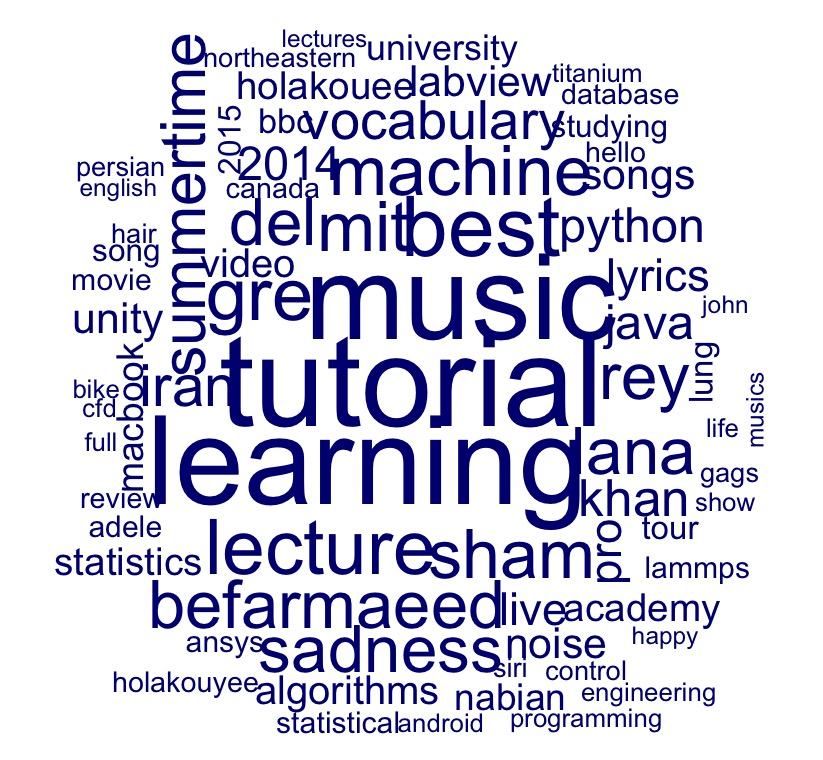 lectures
northeastern
university
holakouee
labview
titanium
database
summertime
2015
bbc
vocabulary
studying
hello
persian
english
2014
canada
machine
songs
hair
song
movie
del
mit
best
python
video
unity
gre
music
lyrics
java
john
macbook
bike
cfd
iran
tutorial
rey
lung
musics
full
learning
lana
life
gags
khan
show
review
adele
statistics
lecture
sham
pro
tour
lammps
befarmaeed
live
academy
ansys
sadness
noise
happy
siri
control
holakouyee
algorithms
nabian
engineering
statistical
android
programming